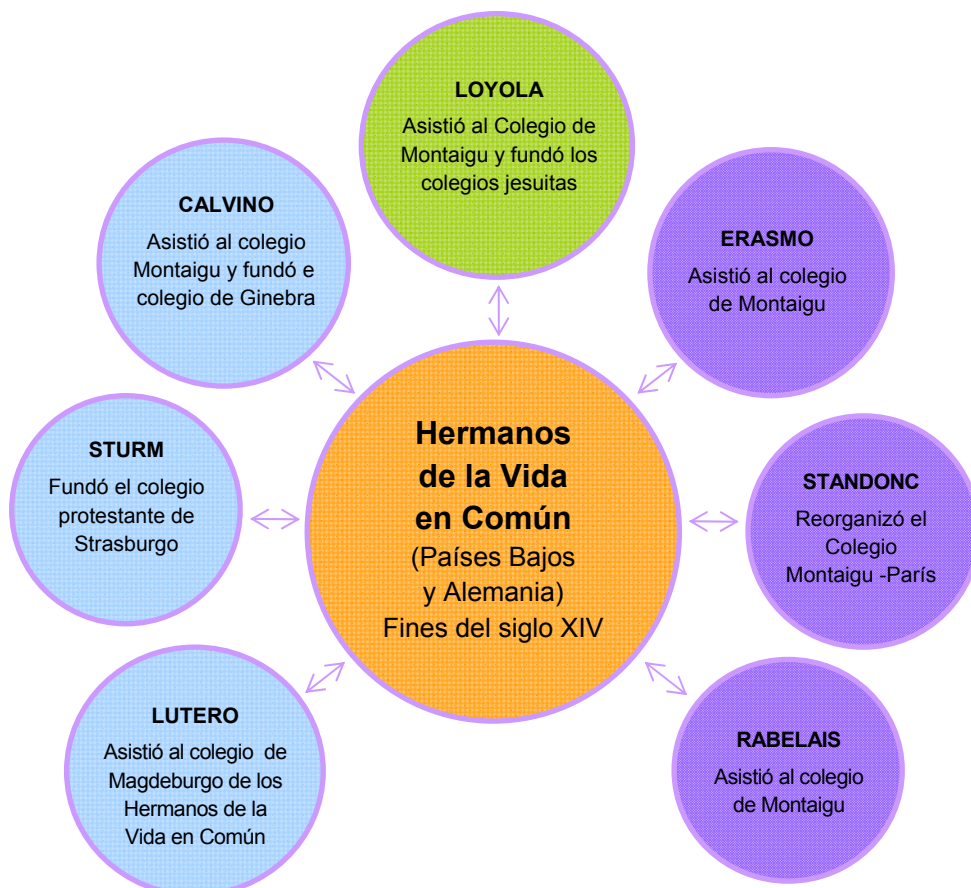 LOYOLA
Asistió al Colegio de
Montaigu y fundó los
colegios jesuitas
CALVINO
Asistió al colegio
Montaigu y fundó e
colegio de Ginebra
ERASMO
Asistió al colegio
de Montaigu
STURM
Fundó el colegio
protestante de
Strasburgo
Hermanos
de la Vida
en Común
(Países Bajos
y Alemania)
Fines del siglo XIV
STANDONC
Reorganizó el
Colegio
Montaigu -París
LUTERO
Asistió al colegio de
Magdeburgo de los
Hermanos de la
Vida en Común
RABELAIS
Asistió al colegio
de Montaigu